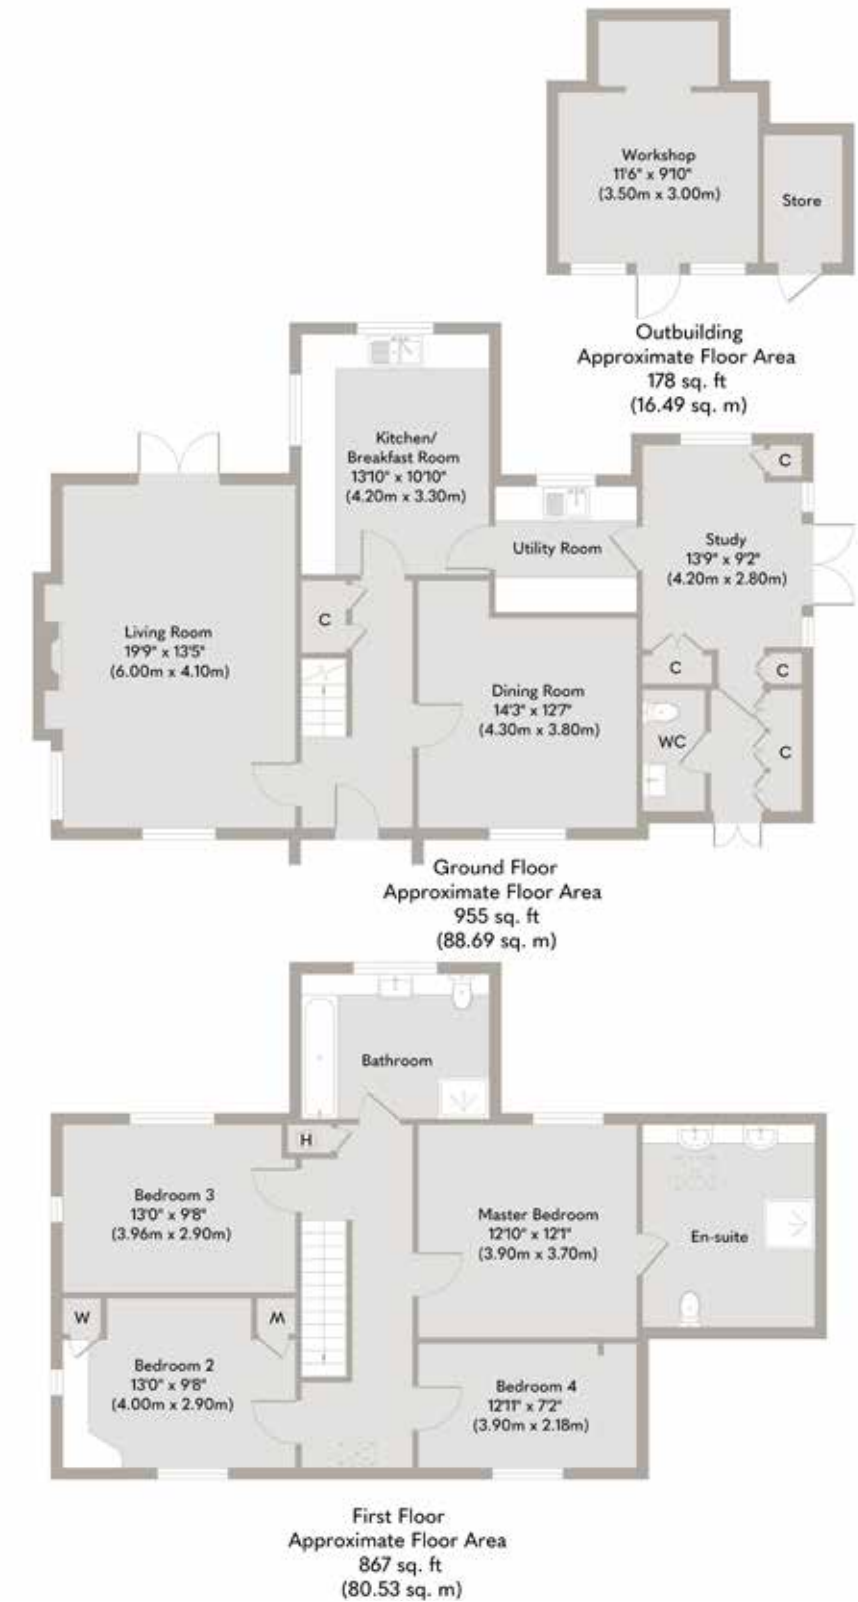 Workshop
11'6" x 9'10"
(3.50m x 3.00m)
Store
Outbuilding
Approximate Floor Area
178 sq. ft
(16.49 sq. m)
Kitchen/
Breakfast Room
13'10" x 10'10"
(4.20m x 3.30m)
C
Utility Room
Study
13'9" x 9'2"
(4.20m x 2.80m)
Living Room
19'9" x 13'5"
(6.00m x 4.10m)
C
Dining Room
14'3" x 12'7"
(4.30m x 3.80m)
C
C
WC
C
Ground Floor
Approximate Floor Area
955 sq. ft
(88.69 sq. m)
Bathroom
H
Bedroom 3
13'0" x 9'8"
(3.96m x 2.90m)
Master Bedroom
12'10" x 12'1"
(3.90m x 3.70m)
En-suite
W
W
Bedroom 2
13'0" x 9'8"
(4.00m x 2.90m)
Bedroom 4
12'11" x 7'2"
(3.90m x 2.18m)
First Floor
Approximate Floor Area
867 sq. ft
(80.53 sq. m)